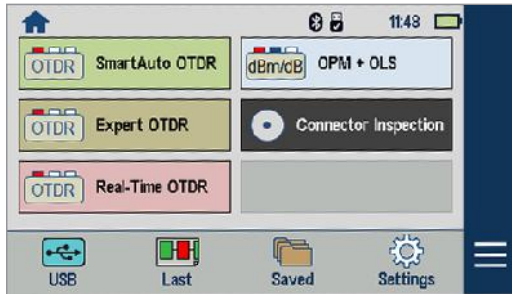 11:48
OTDR SmartAuto OTDR
dBm/dB OPM + OLS
OTDR Expert OTDR
Connector Inspection
OTDR Real-Time OTDR
USB Last Saved Settings